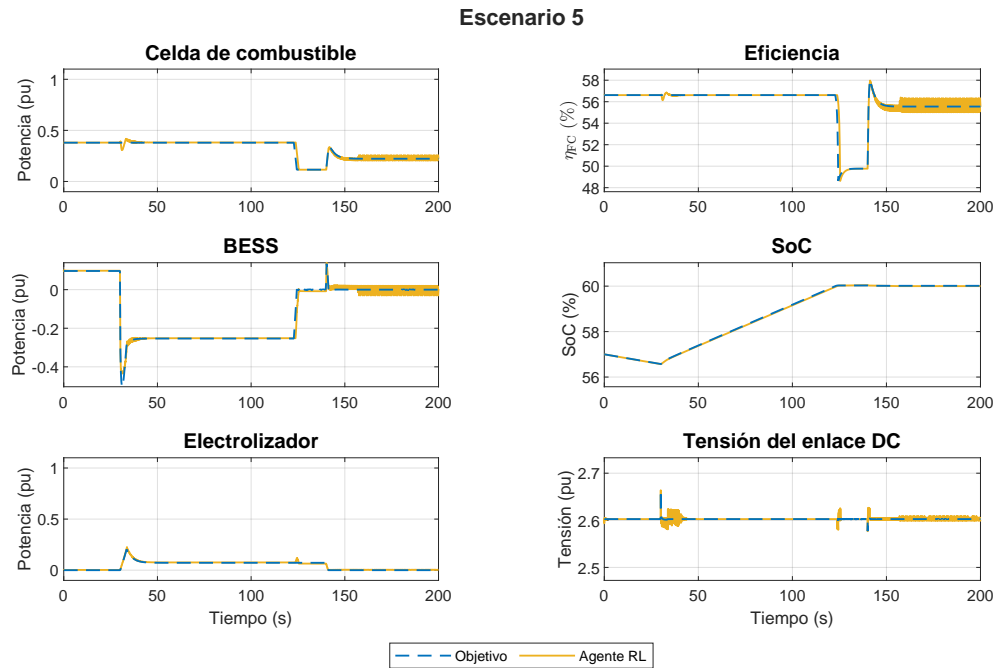 Escenario 5
Celda de combustible
Potencia (pu)
1
0.5
0
0 50 100 150 200
Eficiencia
ηFC (%)
58
56
54
52
50
48
0 50 100 150 200
BESS
Potencia (pu)
0
-0.2
-0.4
0 50 100 150 200
SoC
SoC (%)
60
58
56
0 50 100 150 200
Electrolizador
Potencia (pu)
1
0.5
0
0 50 100 150 200
Tiempo (s)
Tensión del enlace DC
Tensión (pu)
2.7
2.6
2.5
0 50 100 150 200
Tiempo (s)
Objetivo Agente RL